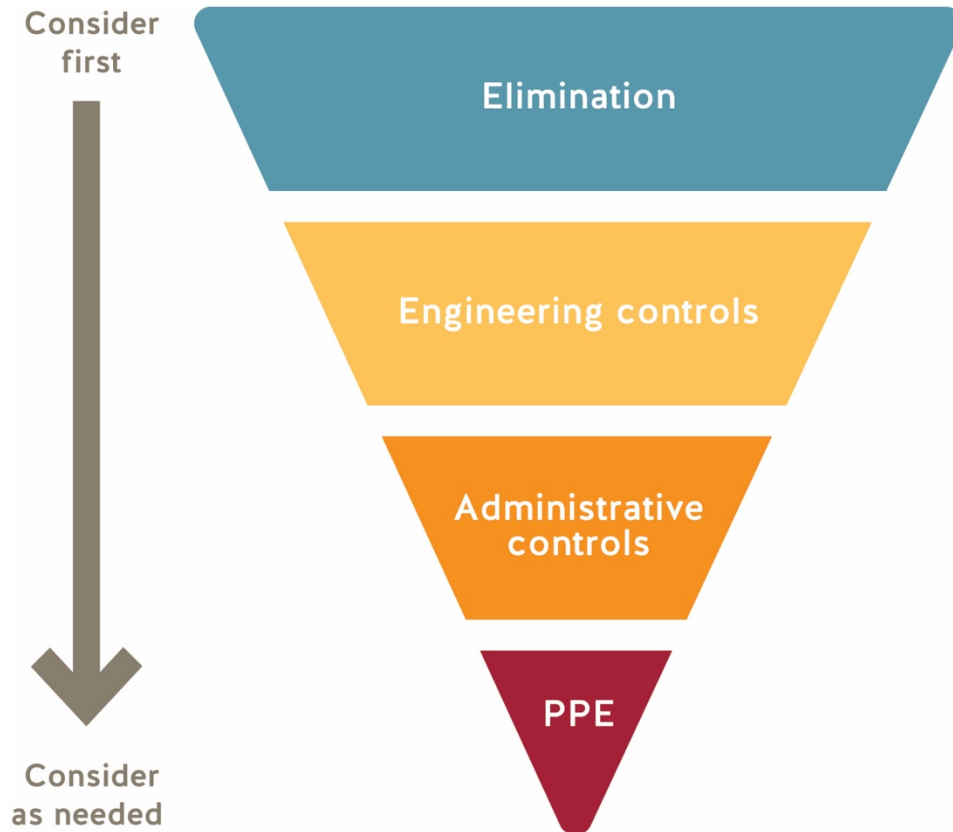 Consider
first
Elimination
Engineering controls
Administrative
controls
PPE
Consider
as needed